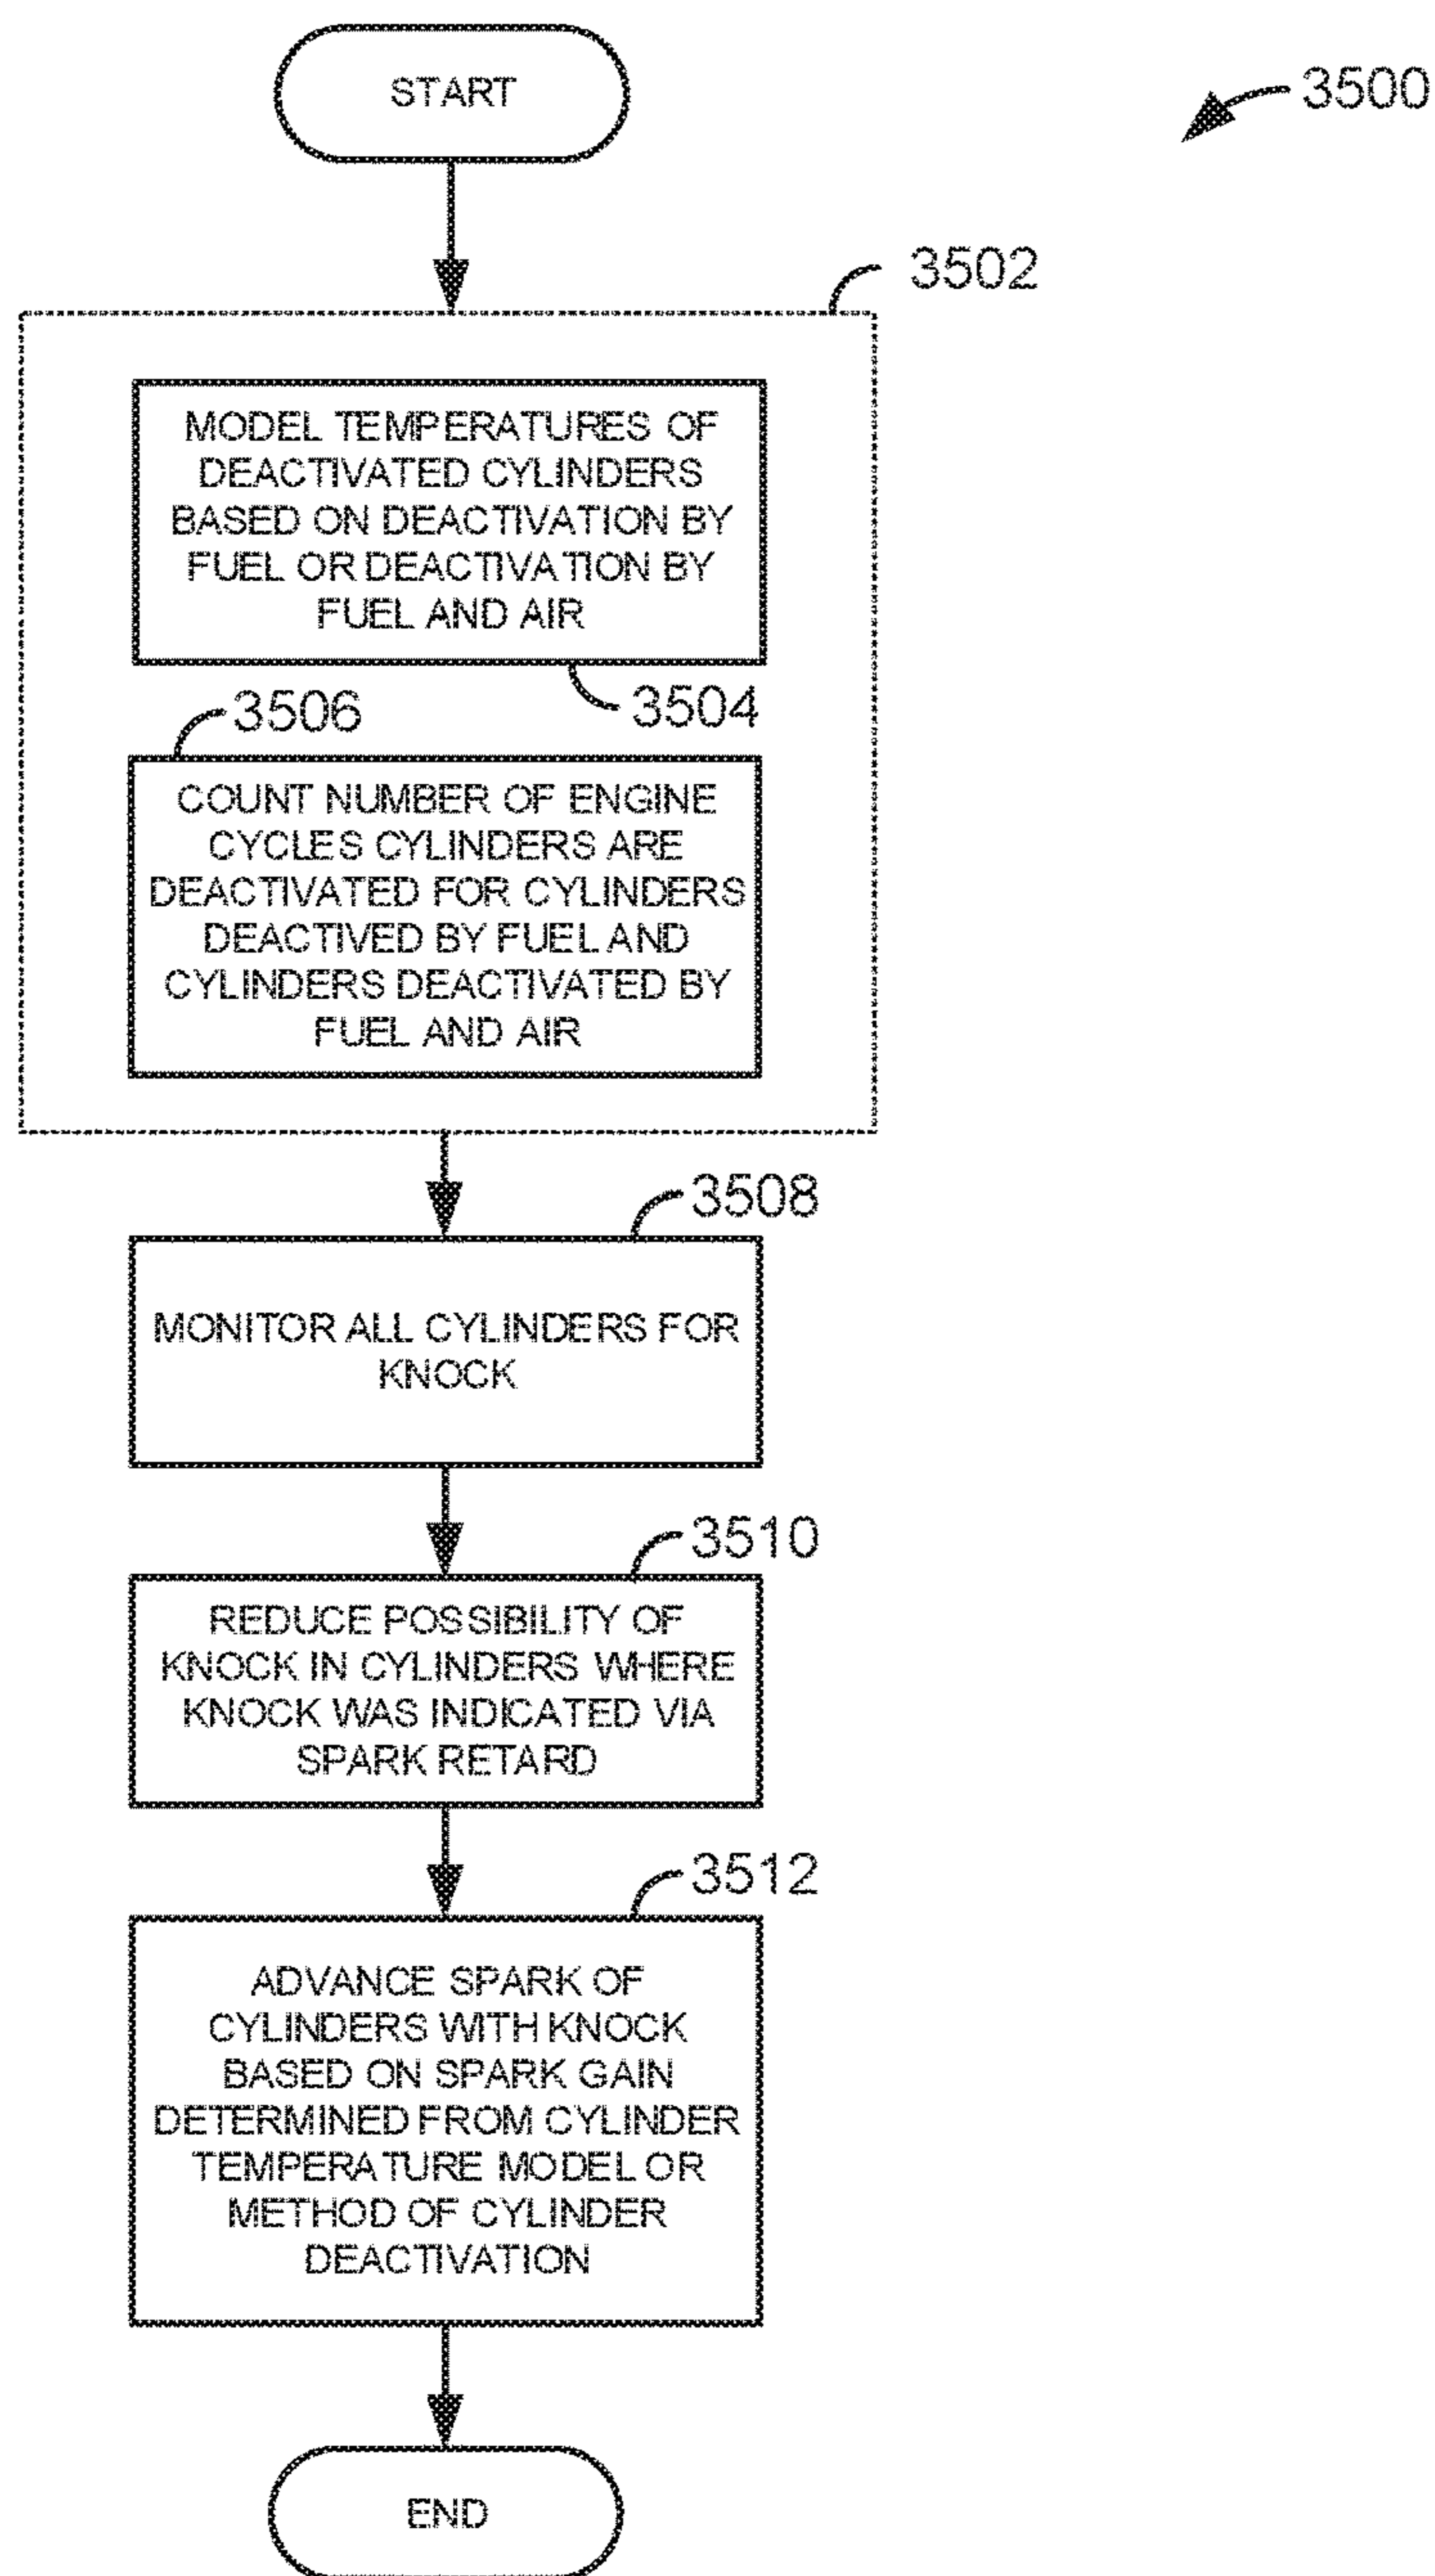 START
3500
3502
MODEL TEMPERATURES OF
DEACTIVATED CYLINDERS
BASED ON DEACTIVATION BY
FUEL OR DEACTIVATION BY
FUEL AND AIR
3504
3506
COUNT NUMBER OF ENGINE
CYCLES CYLINDERS ARE
DEACTIVATED FOR CYLINDERS
DEACTIVED BY FUEL AND
CYLINDERS DEACTIVATED BY
FUEL AND AIR
3508
MONITOR ALL CYLINDERS FOR
KNOCK
3510
REDUCE POSSIBILITY OF
KNOCK IN CYLINDERS WHERE
KNOCK WAS INDICATED VIA
SPARK RETARD
3512
ADVANCE SPARK OF
CYLINDERS WITH KNOCK
BASED ON SPARK GAIN
DETERMINED FROM CYLINDER
TEMPERATURE MODEL OR
METHOD OF CYLINDER
DEACTIVATION
END